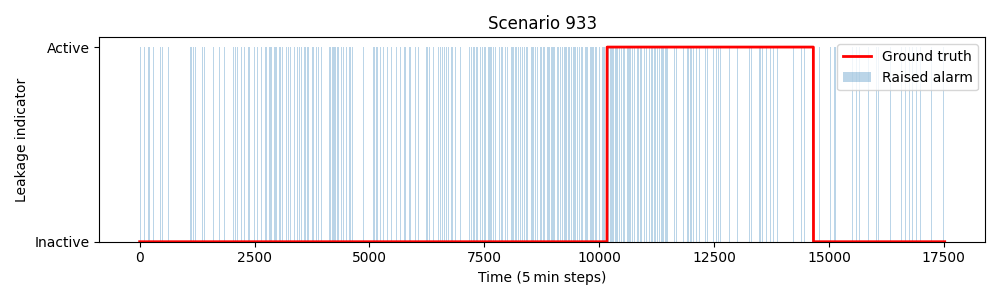 Scenario 933
Active
Inactive
Leakage indicator
Ground truth
Raised alarm
0 2500 5000 7500 10000 12500 15000 17500
Time (5 min steps)